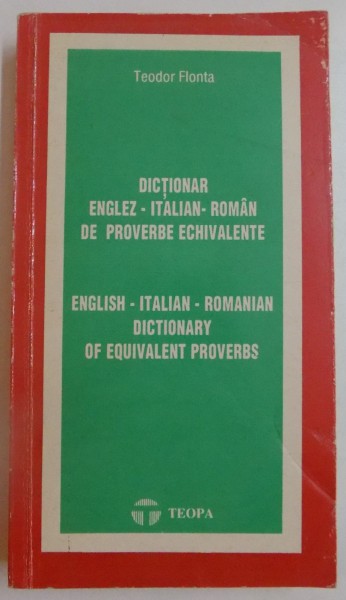 Teodor Flonta
DICȚIONAR
ENGLEZ - ITALIAN- ROMÂN
DE PROVERBE ECHIVALENTE
ENGLISH - ITALIAN - ROMANIAN
DICTIONARY
OF EQUIVALENT PROVERBS
TEOPA